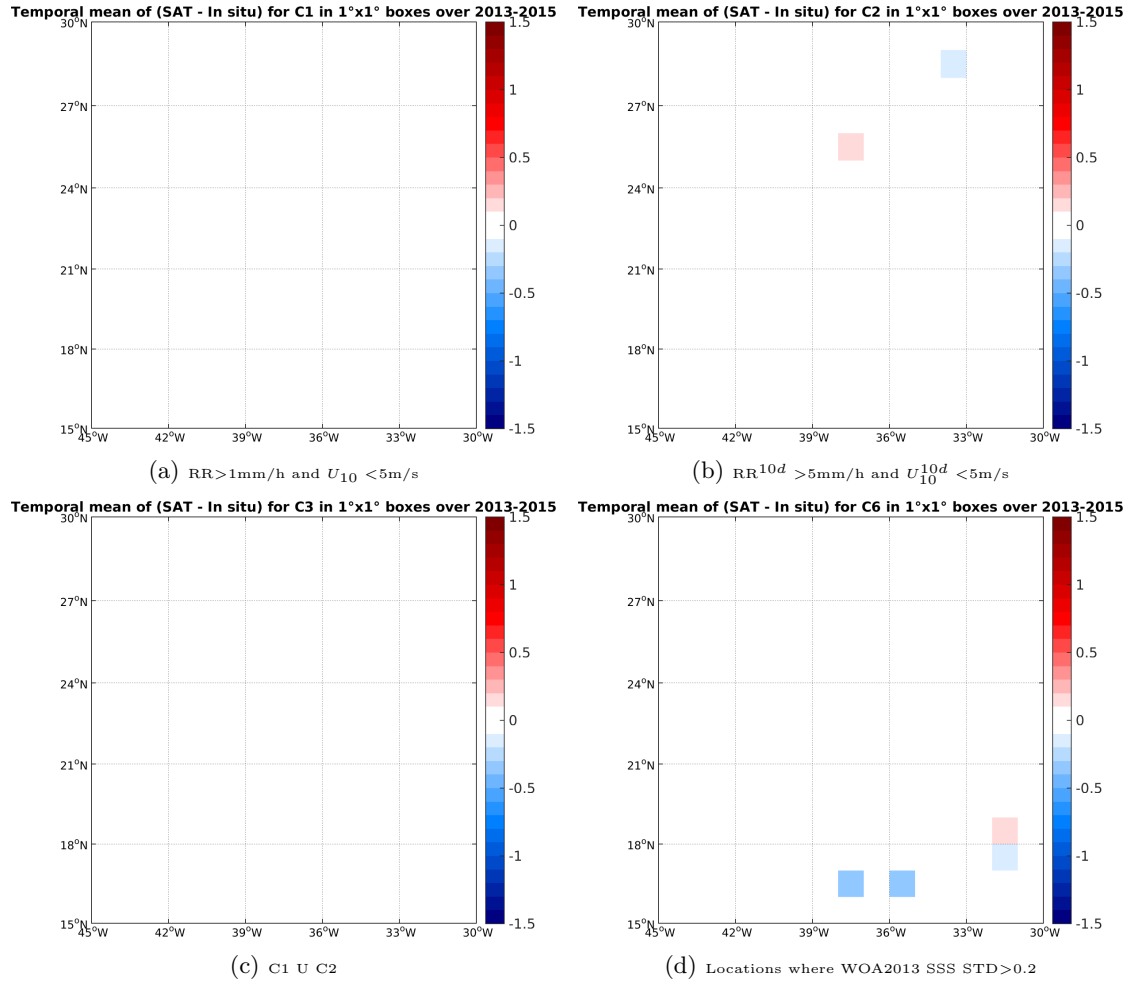 Temporal mean of (SAT - In situ) for C1 in 1°x1° boxes over 2013-2015
30°N
27°N
24°N
21°N
18°N
15°N
45°W
42°W
39°W
36°W
33°W
30°W
1.5
1
0.5
0
-0.5
-1
-1.5
(a) RR>1mm/h and U10 <5m/s
Temporal mean of (SAT - In situ) for C2 in 1°x1° boxes over 2013-2015
30°N
27°N
24°N
21°N
18°N
15°N
45°W
42°W
39°W
36°W
33°W
30°W
1.5
1
0.5
0
-0.5
-1
-1.5
(b) RR^10d >5mm/h and U10^10d <5m/s
Temporal mean of (SAT - In situ) for C3 in 1°x1° boxes over 2013-2015
30°N
27°N
24°N
21°N
18°N
15°N
45°W
42°W
39°W
36°W
33°W
30°W
1.5
1
0.5
0
-0.5
-1
-1.5
(c) C1 U C2
Temporal mean of (SAT - In situ) for C6 in 1°x1° boxes over 2013-2015
30°N
27°N
24°N
21°N
18°N
15°N
45°W
42°W
39°W
36°W
33°W
30°W
1.5
1
0.5
0
-0.5
-1
-1.5
(d) Locations where WOA2013 SSS STD>0.2